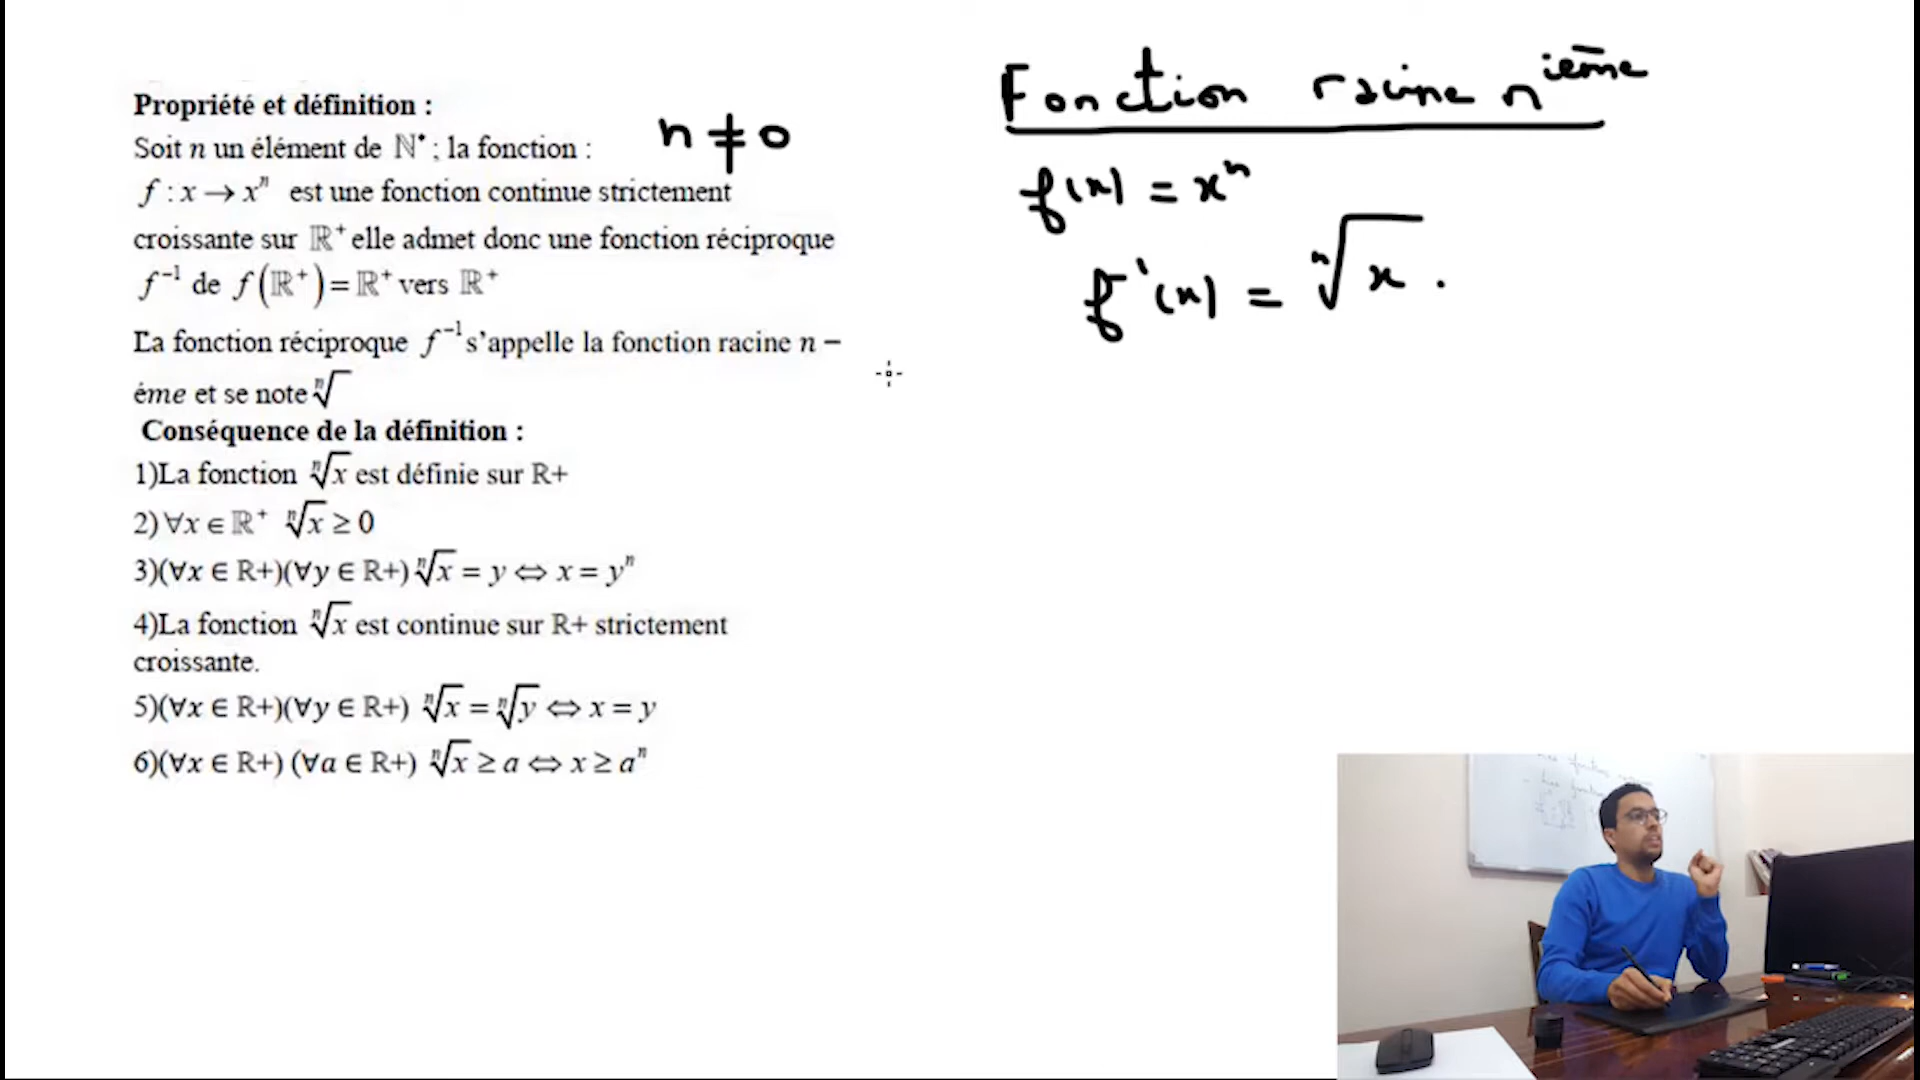 Propriété et définition :
Soit n un élément de ℕ* ; la fonction :
n ≠ 0
f : x → xⁿ est une fonction continue strictement
croissante sur ℝ⁺ elle admet donc une fonction réciproque
f⁻¹ de f(ℝ⁺) = ℝ⁺ vers ℝ⁺
La fonction réciproque f⁻¹ s'appelle la fonction racine n –
éme et se note ⁿ√
Conséquence de la définition :
1)La fonction ⁿ√x est définie sur R+
2) ∀x ∈ ℝ⁺ ⁿ√x ≥ 0
3)(∀x ∈ R+)(∀y ∈ R+) ⁿ√x = y ⇔ x = yⁿ
4)La fonction ⁿ√x est continue sur R+ strictement
croissante.
5)(∀x ∈ R+)(∀y ∈ R+) ⁿ√x = ⁿ√y ⇔ x = y
6)(∀x ∈ R+) (∀a ∈ R+) ⁿ√x ≥ a ⇔ x ≥ aⁿ
Fonction racine nième
f(x) = xⁿ
f⁻¹(x) = ⁿ√x .